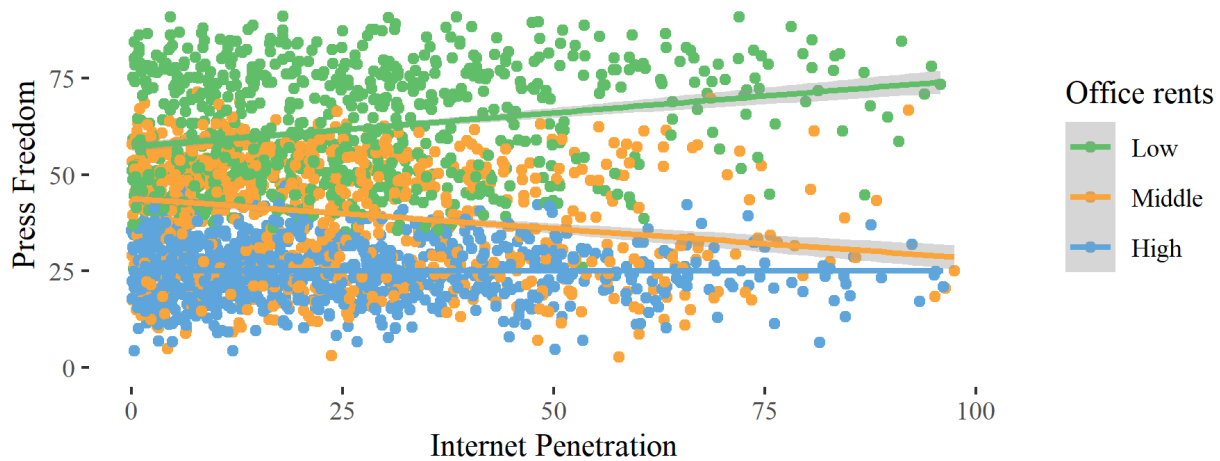 Press Freedom
75
50
25
0
0 25 50 75 100
Internet Penetration
Office rents
Low
Middle
High